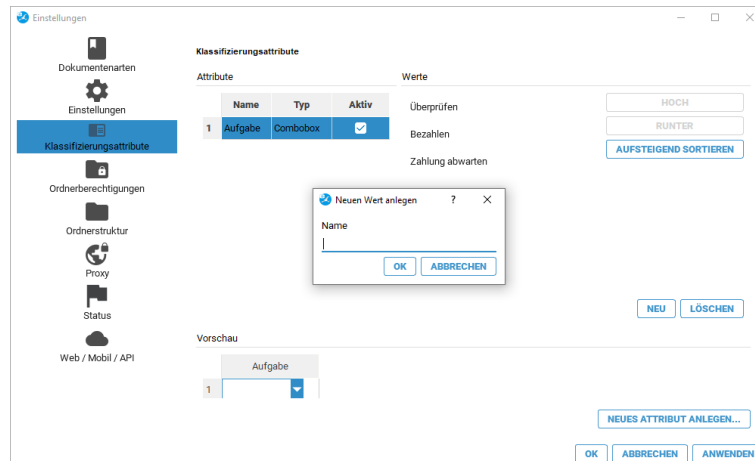 Einstellungen
Dokumentenarten
Einstellungen
Klassifizierungsattribute
Ordnerberechtigungen
Ordnerstruktur
Proxy
Status
Web / Mobil / API
Klassifizierungsattribute
Attribute
Name Typ Aktiv
1 Aufgabe Combobox
Werte
Überprüfen
Bezahlen
Zahlung abwarten
HOCH
RUNTER
AUFSTEIGEND SORTIEREN
Neuen Wert anlegen ?
Name
OK ABBRECHEN
NEU LÖSCHEN
Vorschau
Aufgabe
1
NEUES ATTRIBUT ANLEGEN...
OK ABBRECHEN ANWENDEN